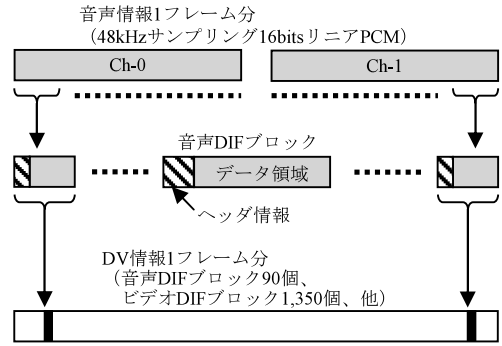 音声情報1フレーム分
（48kHzサンプリング16bitsリニアPCM）
Ch-0
Ch-1
音声DIFブロック
データ領域
ヘッダ情報
DV情報1フレーム分
（音声DIFブロック90個、
ビデオDIFブロック1,350個、他）